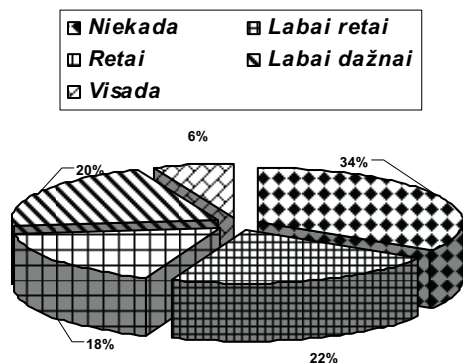 Niekada Labai retai
Retai Labai dažnai
Visada
6%
20% 34%
18%
22%